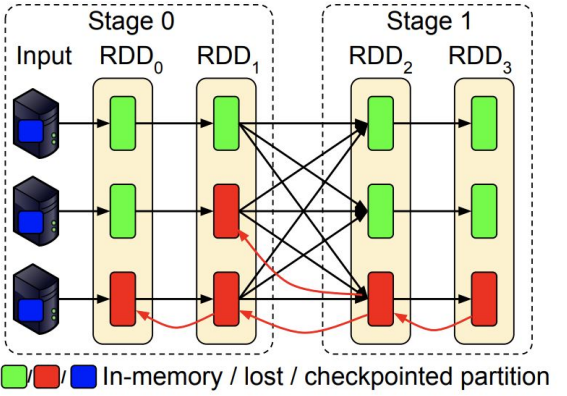 Stage 0
Stage 1
Input RDD0 RDD1 RDD2 RDD3
/ / In-memory / lost / checkpointed partition